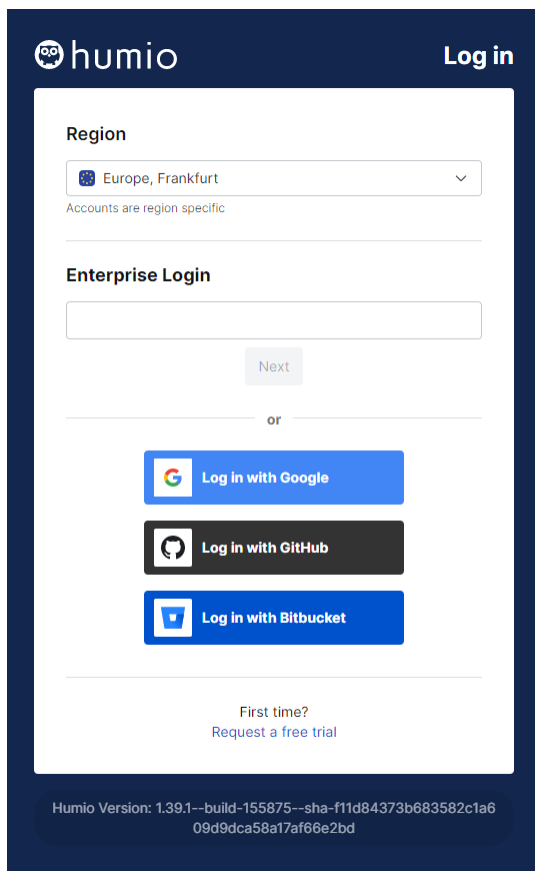 humio
Log in
Region
Europe, Frankfurt
Accounts are region specific
Enterprise Login
Next
or
Log in with Google
Log in with GitHub
Log in with Bitbucket
First time?
Request a free trial
Humio Version: 1.39.1--build-155875--sha-f11d84373b683582c1a6
09d9dca58a17af66e2bd